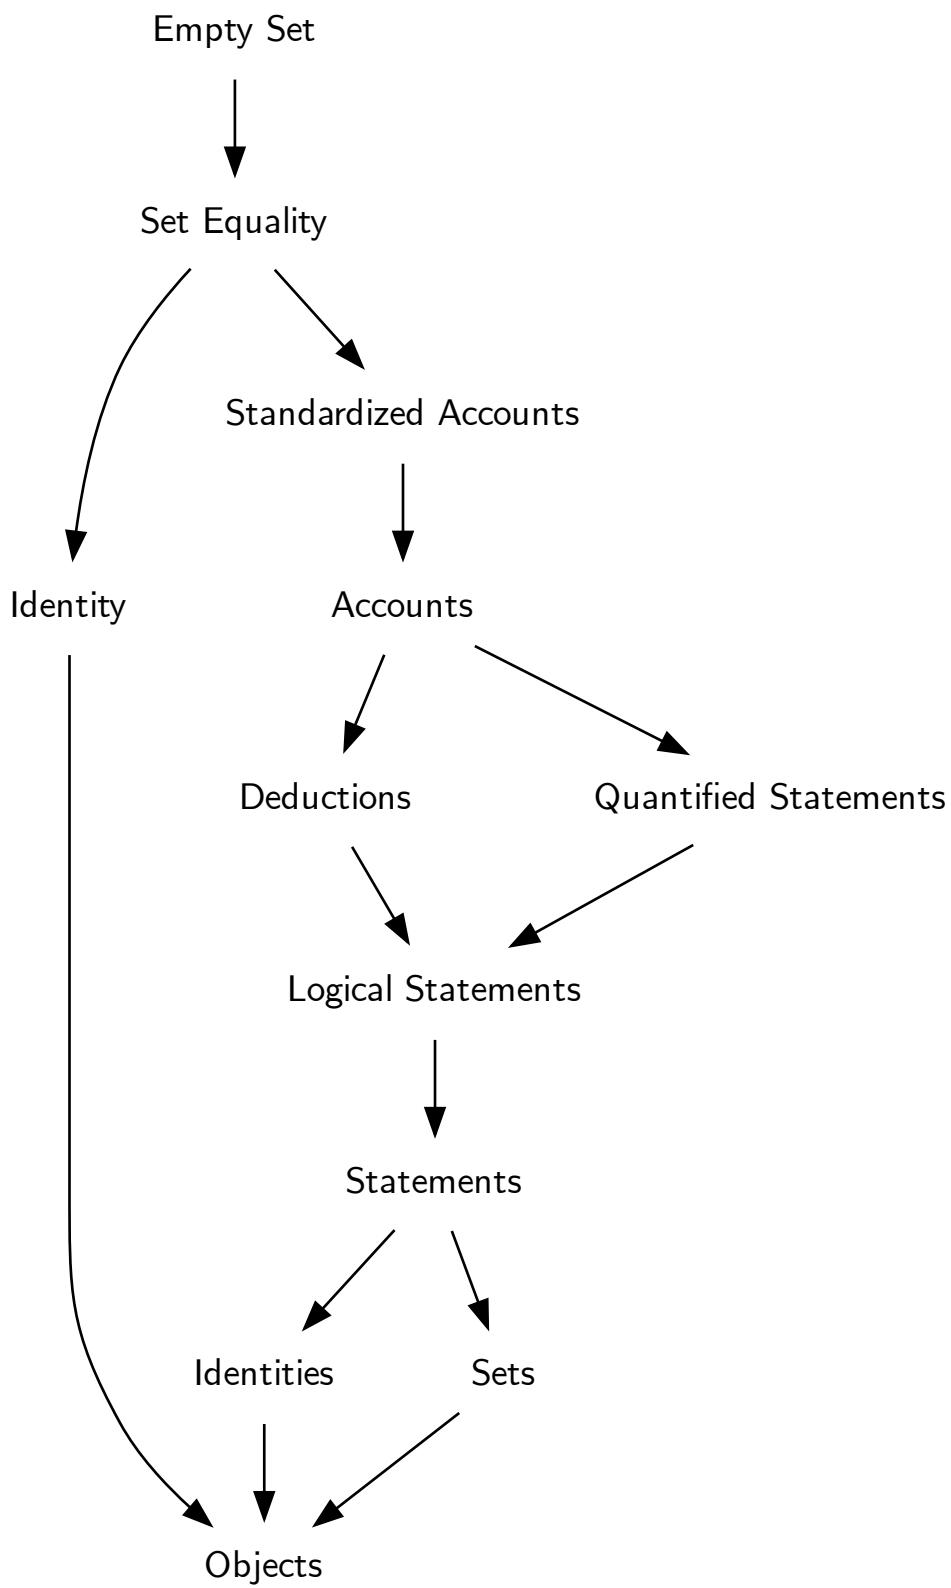 Empty Set
Set Equality
Standardized Accounts
Identity
Accounts
Deductions
Quantified Statements
Logical Statements
Statements
Identities
Sets
Objects